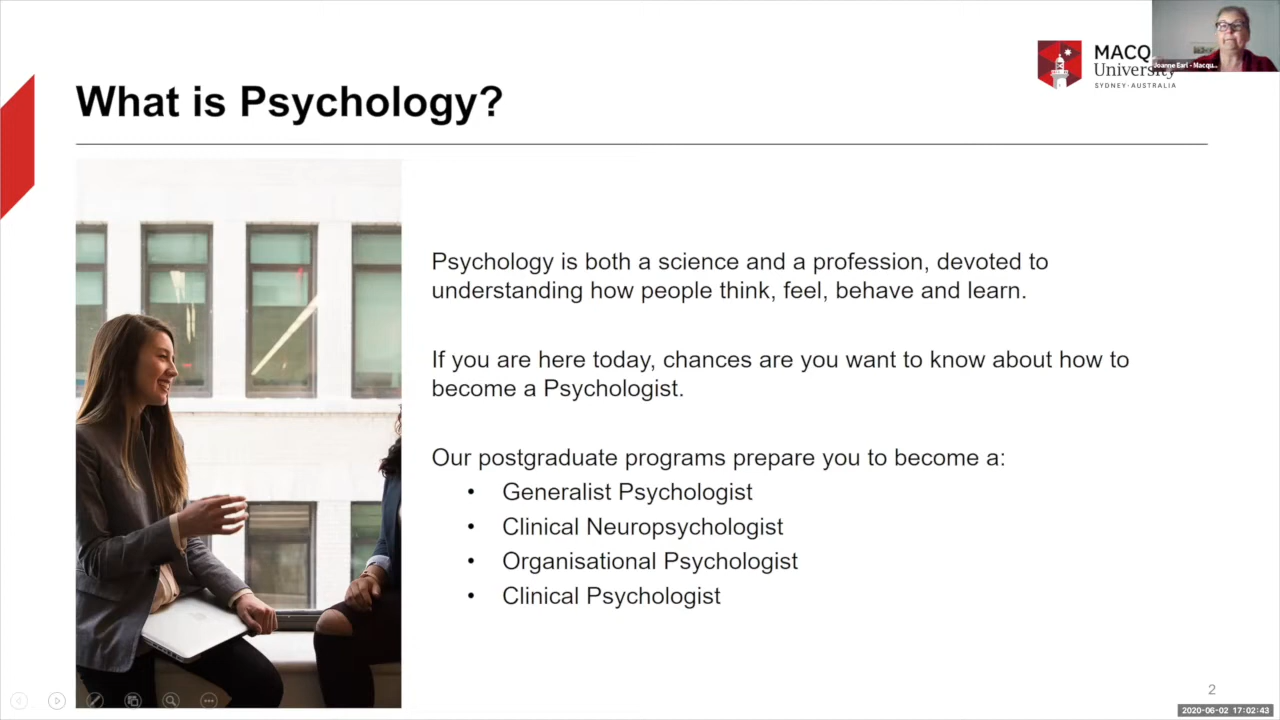 MACQ
University
SYDNEY·AUSTRALIA
Joanne Earl - Macqu...
What is Psychology?
Psychology is both a science and a profession, devoted to
understanding how people think, feel, behave and learn.
If you are here today, chances are you want to know about how to
become a Psychologist.
Our postgraduate programs prepare you to become a:
• Generalist Psychologist
• Clinical Neuropsychologist
• Organisational Psychologist
• Clinical Psychologist
2
2020-06-02 17:02:43